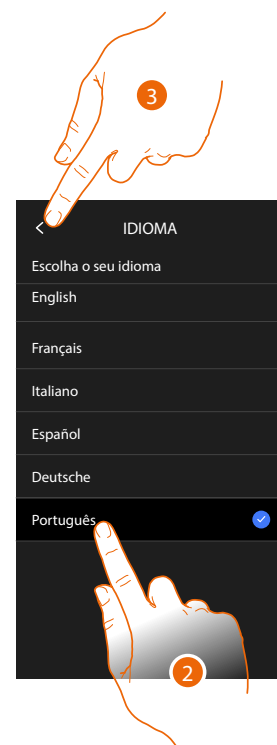 3
IDIOMA
Escolha o seu idioma
English
Français
Italiano
Español
Deutsche
Português
2